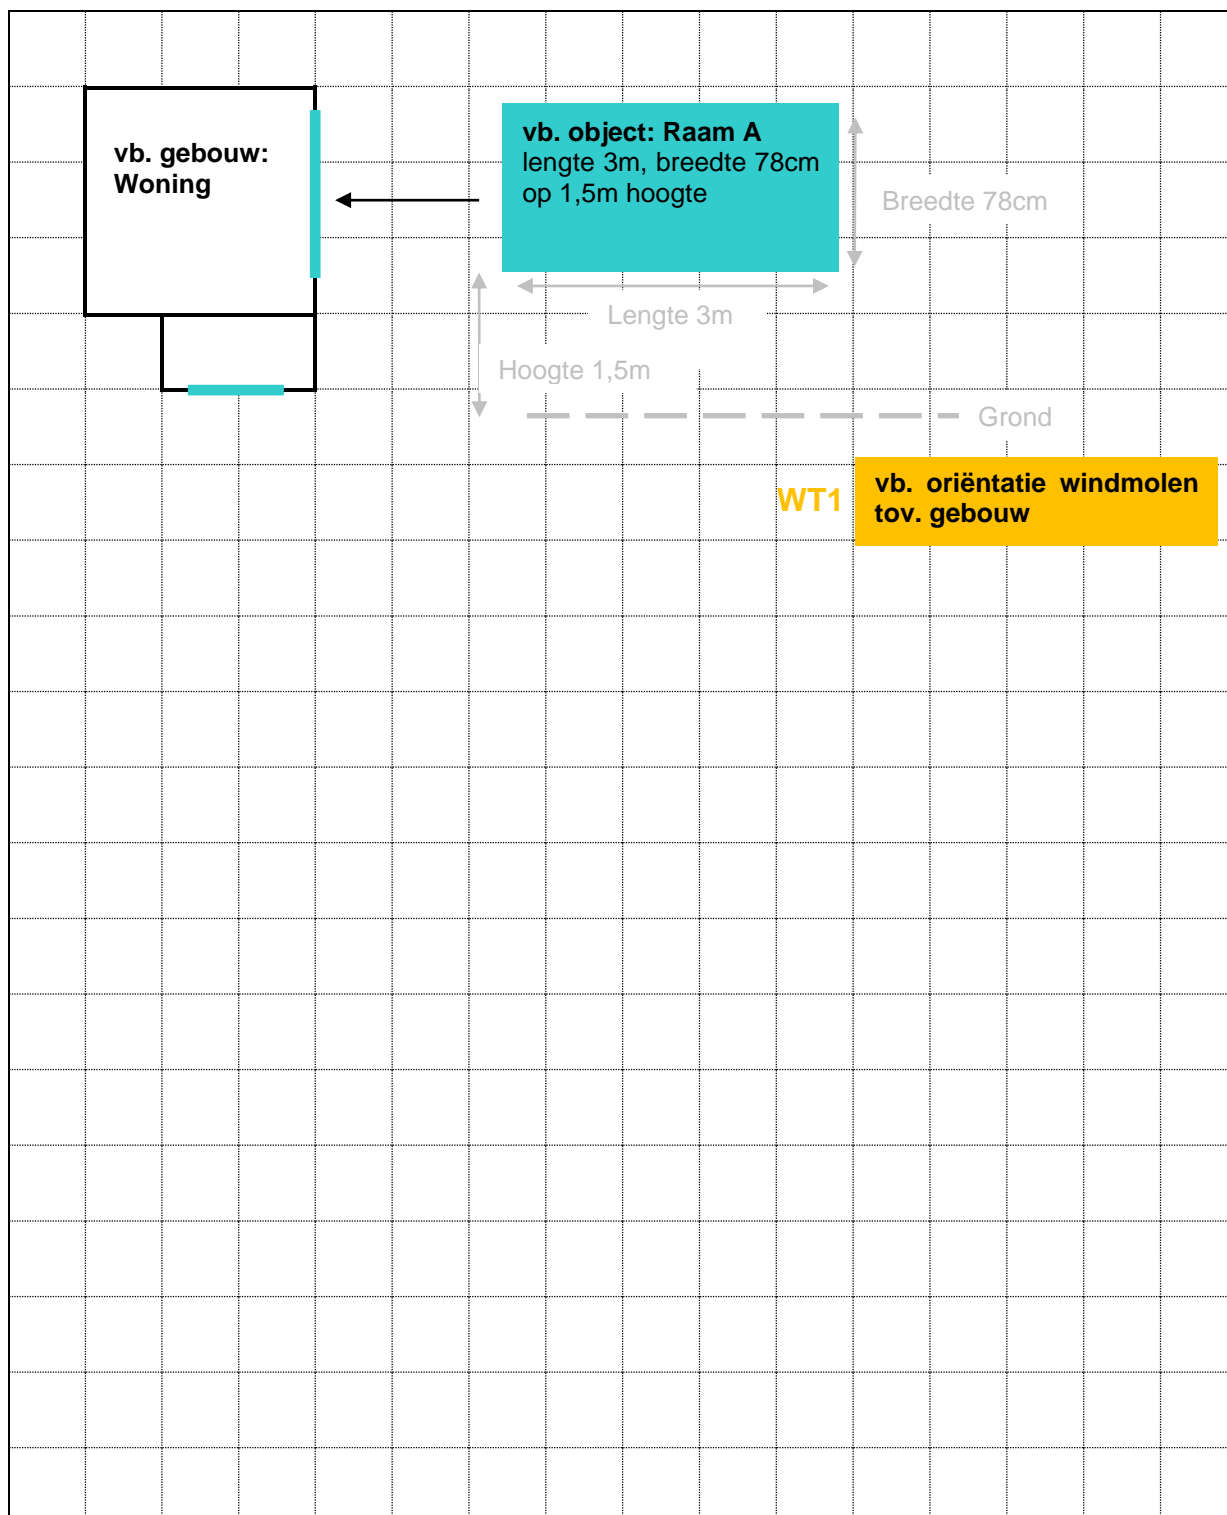 vb. gebouw:
Woning
vb. object: Raam A
lengte 3m, breedte 78cm
op 1,5m hoogte
Breedte 78cm
Lengte 3m
Hoogte 1,5m
Grond
WT1
vb. oriëntatie windmolen
tov. gebouw